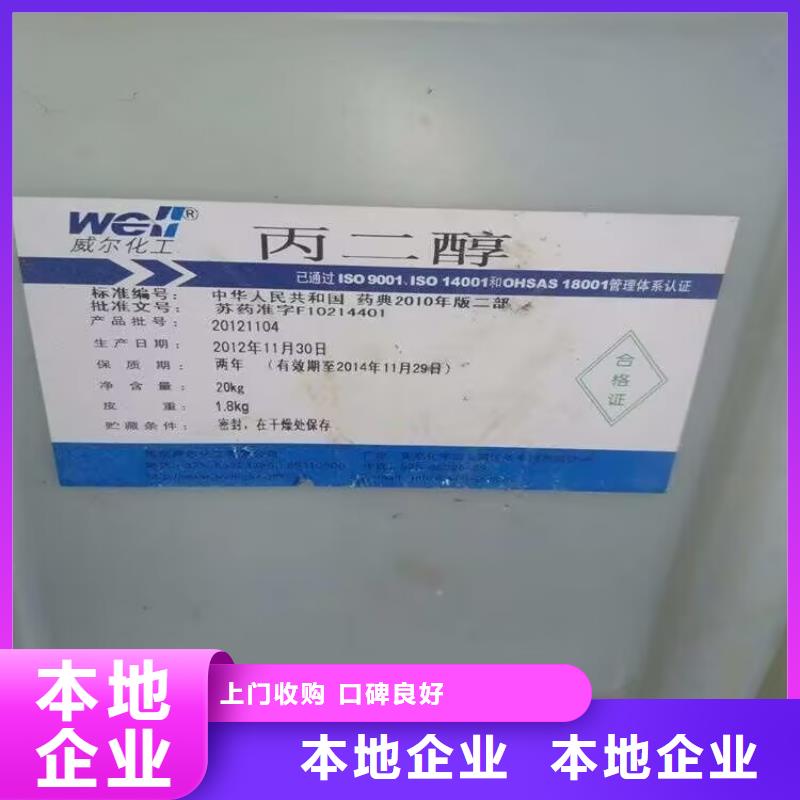 Well®
威尔化工
丙二醇
已通过ISO 9001、ISO 14001和OHSAS 18001管理体系认证
标准编号: 中华人民共和国 药典2010年版二部
批准文号: 苏药准字F10214401
产品批号: 20121104
生产日期: 2012年11月30日
保质期: 两年 (有效期至2014年11月29日)
净含量: 20kg
皮重: 1.8kg
贮藏条件: 密封，在干燥处保存
合格证
本地
企业
上门收购 口碑良好
本地企业 本地企业